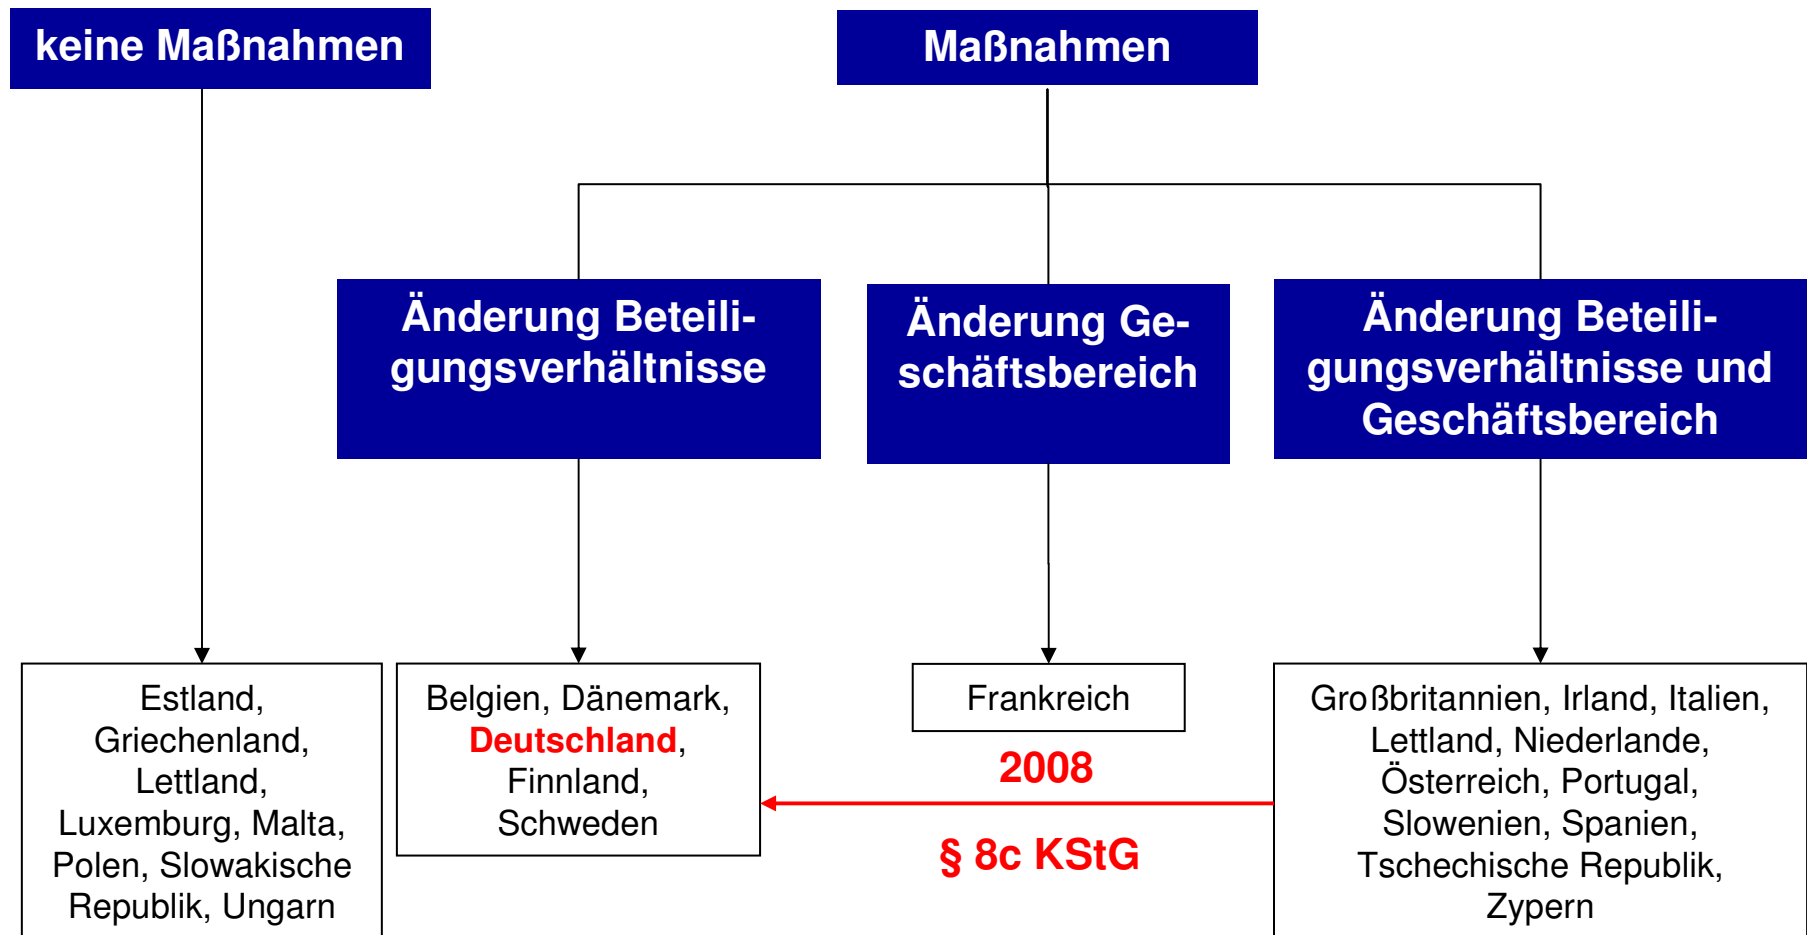 keine Maßnahmen
Maßnahmen
Änderung Beteili-
gungsverhältnisse
Änderung Ge-
schäftsbereich
Änderung Beteili-
gungsverhältnisse und
Geschäftsbereich
Estland,
Griechenland,
Lettland,
Luxemburg, Malta,
Polen, Slowakische
Republik, Ungarn
Belgien, Dänemark,
Deutschland,
Finnland,
Schweden
Frankreich
2008
§ 8c KStG
Großbritannien, Irland, Italien,
Lettland, Niederlande,
Österreich, Portugal,
Slowenien, Spanien,
Tschechische Republik,
Zypern